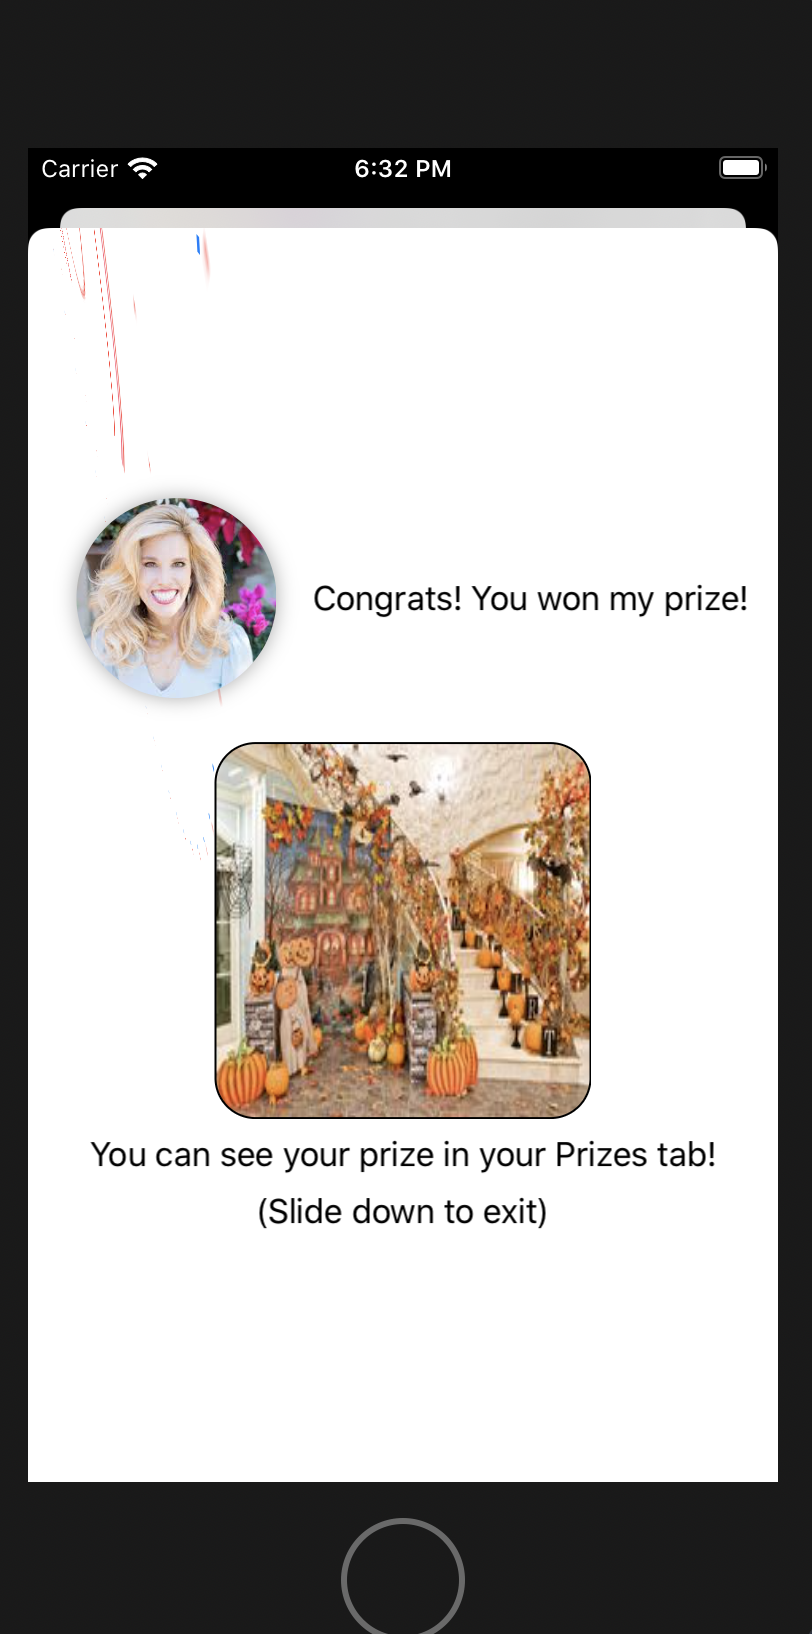 Carrier 6:32 PM
Congrats! You won my prize!
You can see your prize in your Prizes tab!
(Slide down to exit)